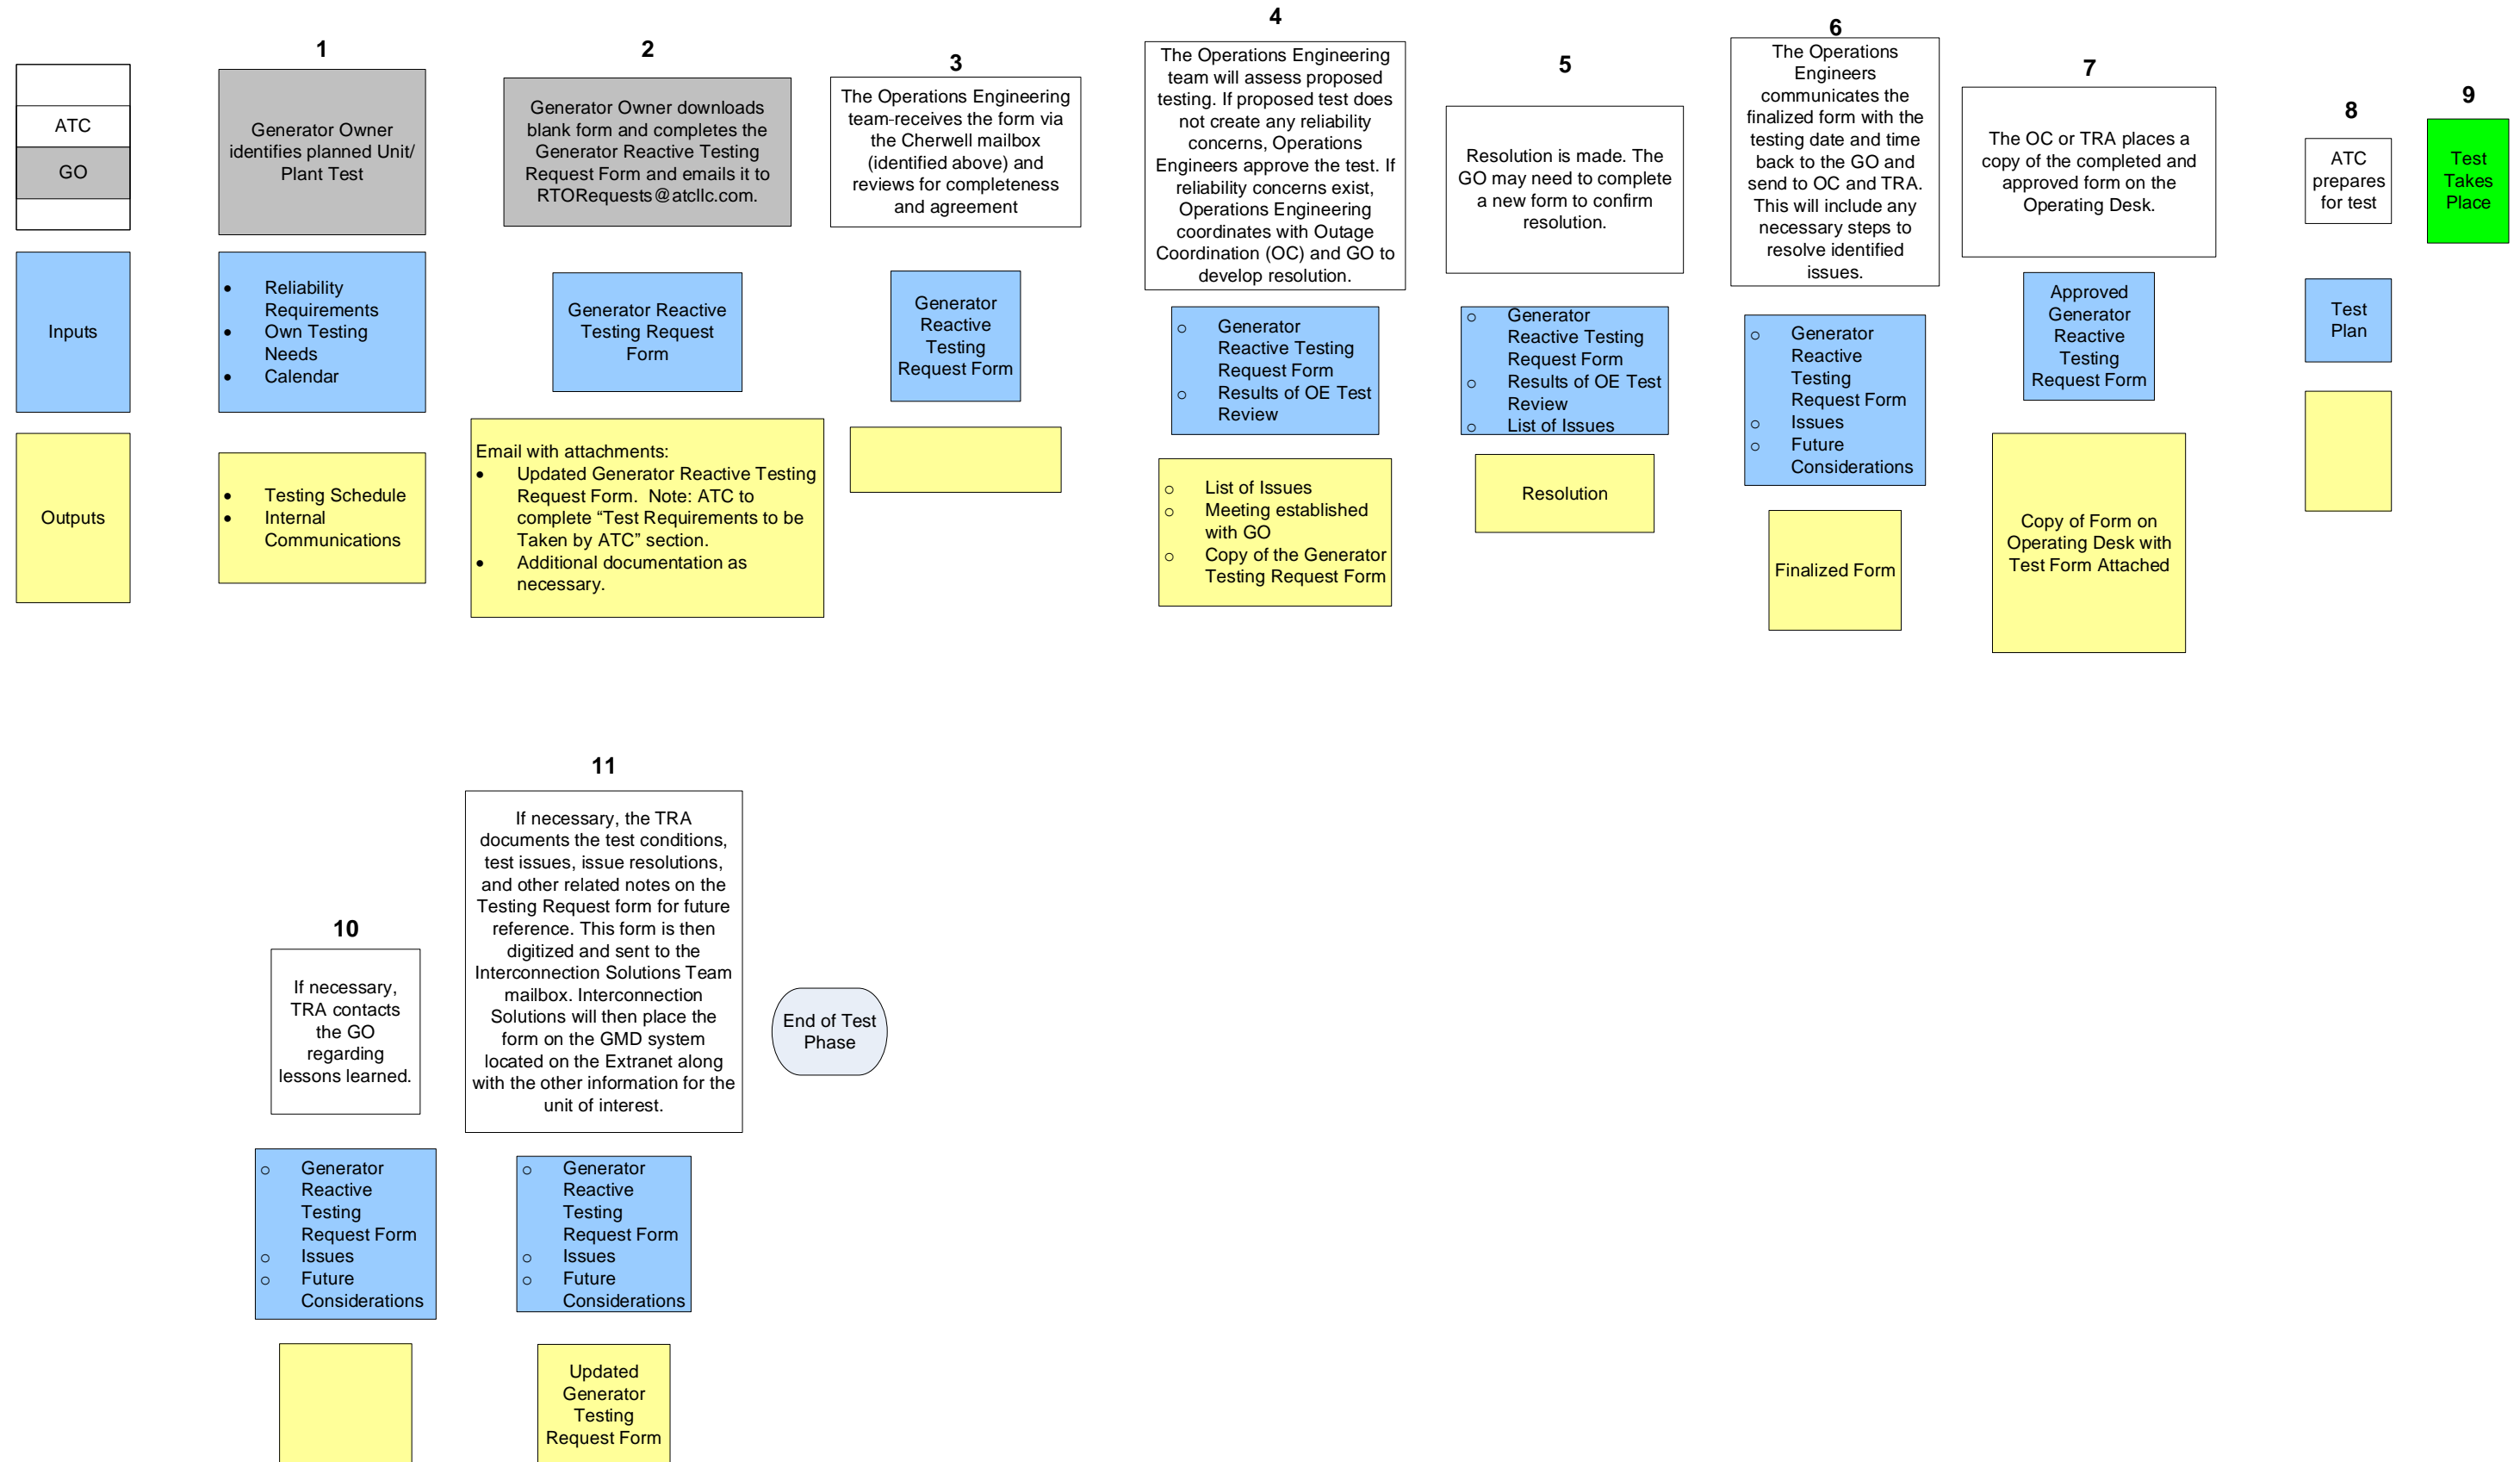 ATC
GO
Inputs
Outputs
1
Generator Owner
identifies planned Unit/
Plant Test
• Reliability
Requirements
• Own Testing
Needs
• Calendar
• Testing Schedule
• Internal
Communications
2
Generator Owner downloads
blank form and completes the
Generator Reactive Testing
Request Form and emails it to
RTORequests@atcllc.com.
Generator Reactive
Testing Request
Form
Email with attachments:
• Updated Generator Reactive Testing
Request Form. Note: ATC to
complete “Test Requirements to be
Taken by ATC” section.
• Additional documentation as
necessary.
3
The Operations Engineering
team-receives the form via
the Cherwell mailbox
(identified above) and
reviews for completeness
and agreement
Generator
Reactive
Testing
Request Form
4
The Operations Engineering
team will assess proposed
testing. If proposed test does
not create any reliability
concerns, Operations
Engineers approve the test. If
reliability concerns exist,
Operations Engineering
coordinates with Outage
Coordination (OC) and GO to
develop resolution.
o Generator
Reactive Testing
Request Form
o Results of OE Test
Review
o List of Issues
o Meeting established
with GO
o Copy of the Generator
Testing Request Form
5
Resolution is made. The
GO may need to complete
a new form to confirm
resolution.
o Generator
Reactive Testing
Request Form
o Results of OE Test
Review
o List of Issues
Resolution
6
The Operations
Engineers
communicates the
finalized form with the
testing date and time
back to the GO and
send to OC and TRA.
This will include any
necessary steps to
resolve identified
issues.
o Generator
Reactive
Testing
Request Form
o Issues
o Future
Considerations
Finalized Form
7
The OC or TRA places a
copy of the completed and
approved form on the
Operating Desk.
Approved
Generator
Reactive
Testing
Request Form
Copy of Form on
Operating Desk with
Test Form Attached
8
ATC
prepares
for test
Test
Plan
9
Test
Takes
Place
10
If necessary,
TRA contacts
the GO
regarding
lessons learned.
o Generator
Reactive
Testing
Request Form
o Issues
o Future
Considerations
11
If necessary, the TRA
documents the test conditions,
test issues, issue resolutions,
and other related notes on the
Testing Request form for future
reference. This form is then
digitized and sent to the
Interconnection Solutions Team
mailbox. Interconnection
Solutions will then place the
form on the GMD system
located on the Extranet along
with the other information for the
unit of interest.
o Generator
Reactive
Testing
Request Form
o Issues
o Future
Considerations
Updated
Generator
Testing
Request Form
End of Test
Phase